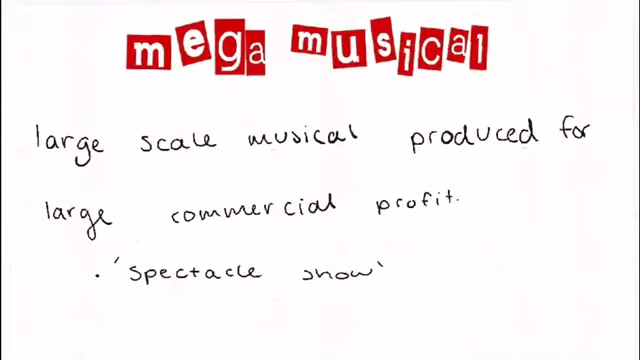 mega musical
large scale musical produced for
large commercial profit.
• 'Spectacle show'